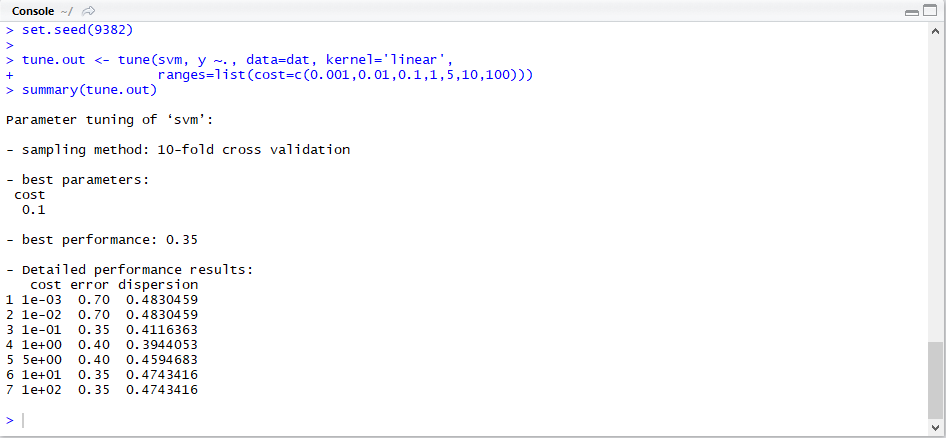 Console ~/
> set.seed(9382)
>
> tune.out <- tune(svm, y ~., data=dat, kernel='linear',
+                  ranges=list(cost=c(0.001,0.01,0.1,1,5,10,100)))
> summary(tune.out)
Parameter tuning of ‘svm’:
- sampling method: 10-fold cross validation
- best parameters:
 cost
  0.1
- best performance: 0.35
- Detailed performance results:
   cost error dispersion
1 1e-03  0.70  0.4830459
2 1e-02  0.70  0.4830459
3 1e-01  0.35  0.4116363
4 1e+00  0.40  0.3944053
5 5e+00  0.40  0.4594683
6 1e+01  0.35  0.4743416
7 1e+02  0.35  0.4743416
>